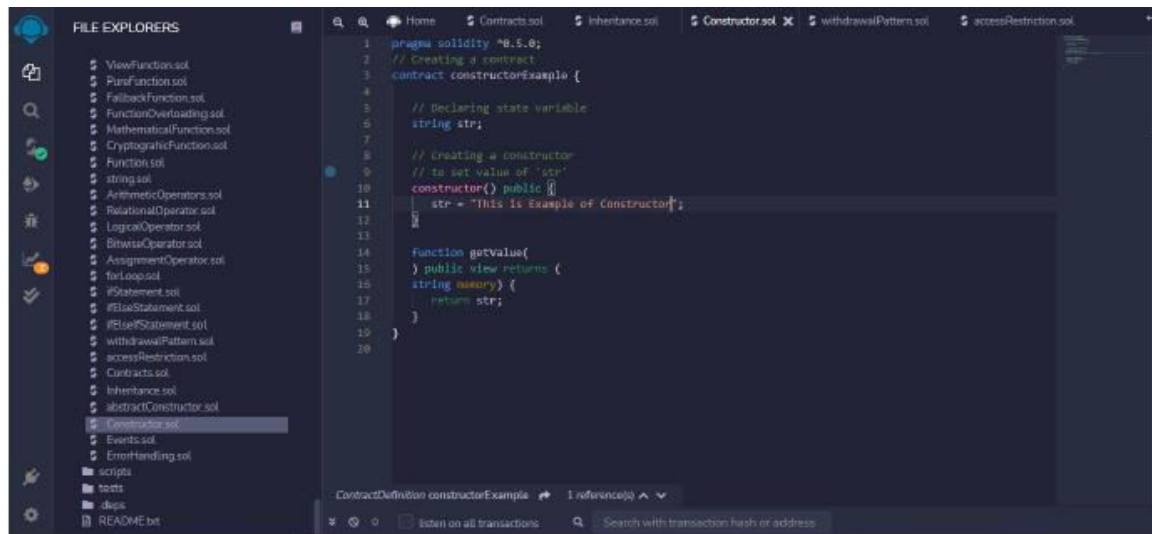 FILE EXPLORERS
ViewFunction.sol
PureFunction.sol
FallbackFunction.sol
FunctionOverloading.sol
MathematicalFunction.sol
CryptograhicFunction.sol
Function.sol
string.sol
ArithmeticOperators.sol
RelationalOperator.sol
LogicalOperator.sol
BitwiseOperator.sol
AssignmentOperator.sol
forLoop.sol
ifStatement.sol
ifElseStatement.sol
ifElseIfStatement.sol
withdrawalPattern.sol
accessRestriction.sol
Contracts.sol
Inheritance.sol
abstractConstructor.sol
Constructor.sol
Events.sol
ErrorHandling.sol
scripts
tests
.deps
README.txt
Home Contracts.sol Inheritance.sol Constructor.sol withdrawalPattern.sol accessRestriction.sol
1 pragma solidity ^0.5.0;
2 // Creating a contract
3 contract constructorExample {
4
5 // Declaring state variable
6 string str;
7
8 // Creating a constructor
9 // to set value of 'str'
10 constructor() public {
11 str = "This is Example of Constructor";
12 }
13
14 function getValue(
15 ) public view returns (
16 string memory) {
17 return str;
18 }
19 }
20
ContractDefinition constructorExample 1 reference(s)
0 listen on all transactions Search with transaction hash or address